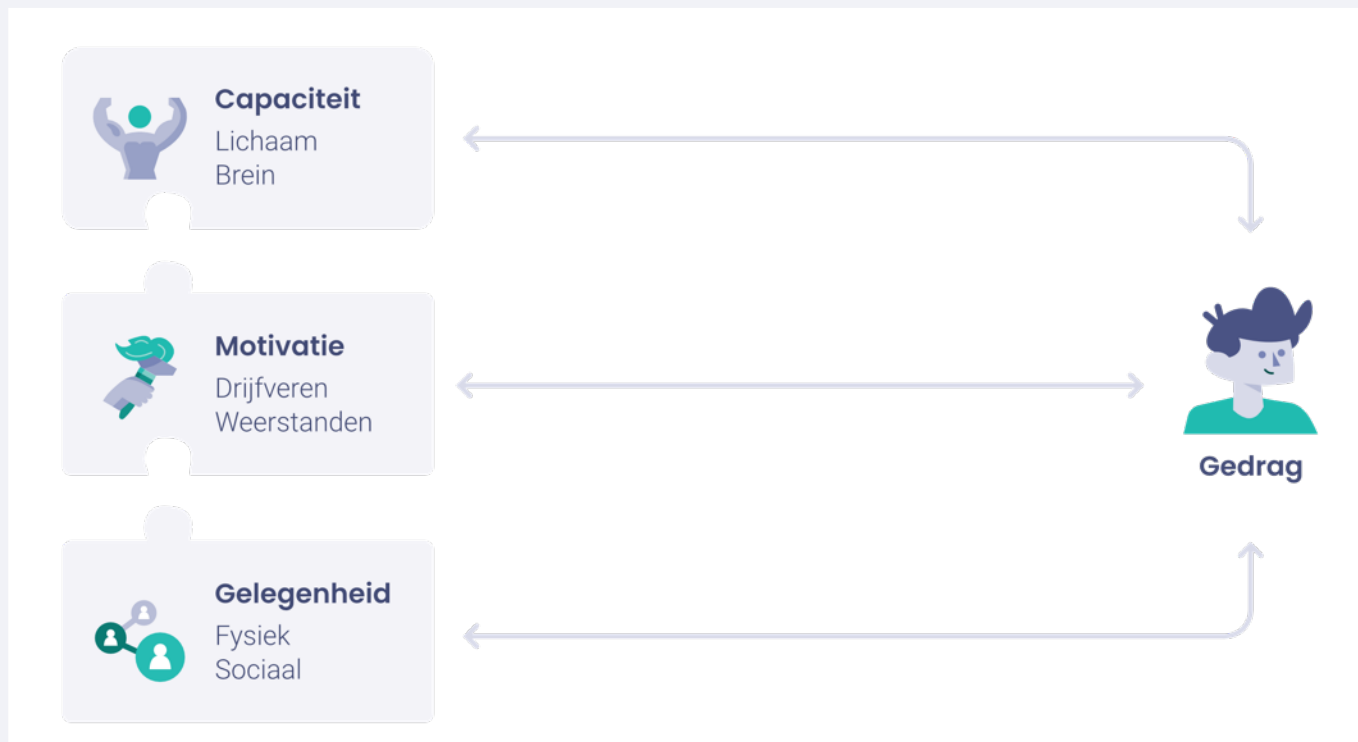 Capaciteit
Lichaam
Brein
Motivatie
Drijfveren
Weerstanden
Gelegenheid
Fysiek
Sociaal
Gedrag